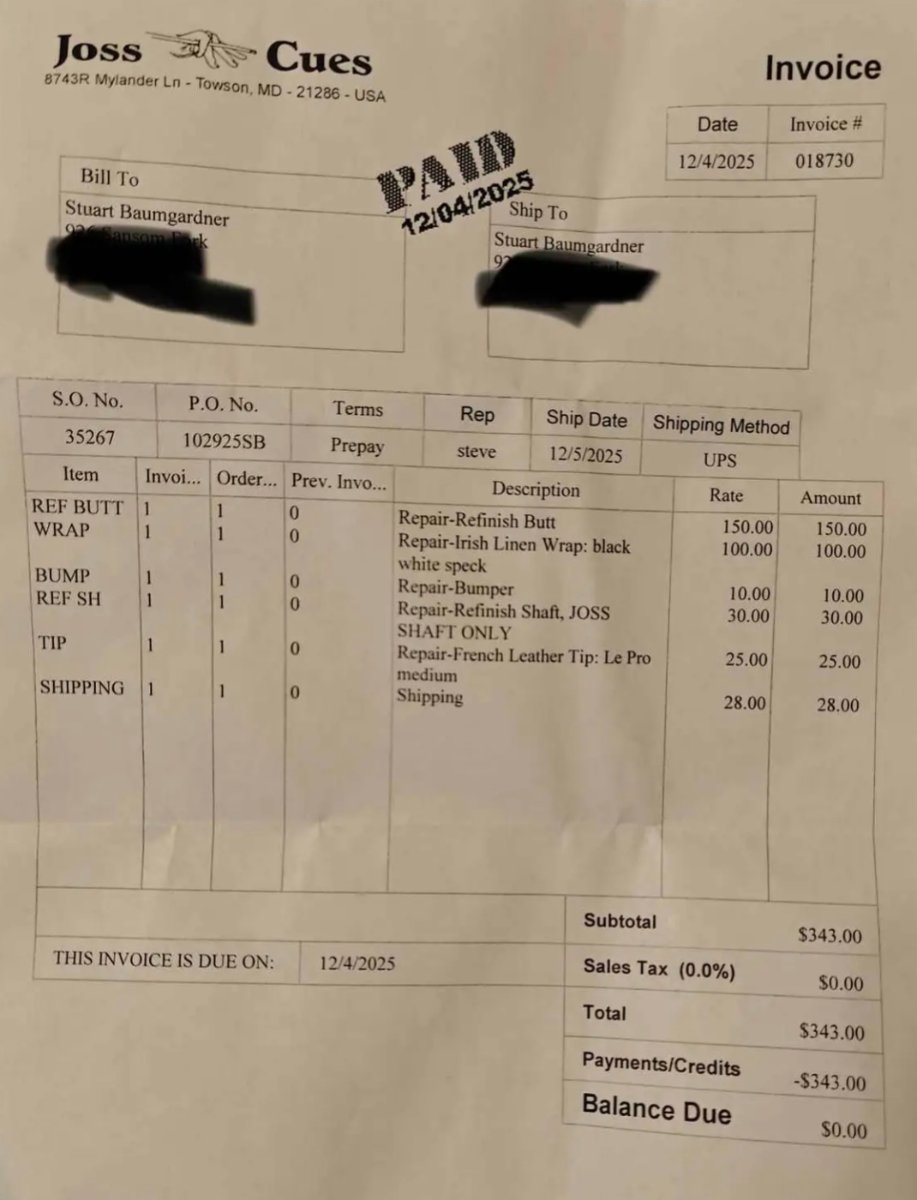 Joss Cues
8743R Mylander Ln - Towson, MD - 21286 - USA
Invoice
Date Invoice #
12/4/2025 018730
PAID
12/04/2025
Bill To
Stuart Baumgardner
Ship To
Stuart Baumgardner
S.O. No. P.O. No. Terms Rep Ship Date Shipping Method
35267 102925SB Prepay steve 12/5/2025 UPS
Item Invoi... Order... Prev. Invo... Description Rate Amount
REF BUTT 1 1 0 Repair-Refinish Butt 150.00 150.00
WRAP 1 1 0 Repair-Irish Linen Wrap: black 100.00 100.00
white speck
BUMP 1 1 0 Repair-Bumper 10.00 10.00
REF SH 1 1 0 Repair-Refinish Shaft, JOSS 30.00 30.00
SHAFT ONLY
TIP 1 1 0 Repair-French Leather Tip: Le Pro 25.00 25.00
medium
SHIPPING 1 1 0 Shipping 28.00 28.00
Subtotal $343.00
THIS INVOICE IS DUE ON: 12/4/2025
Sales Tax (0.0%) $0.00
Total $343.00
Payments/Credits -$343.00
Balance Due $0.00